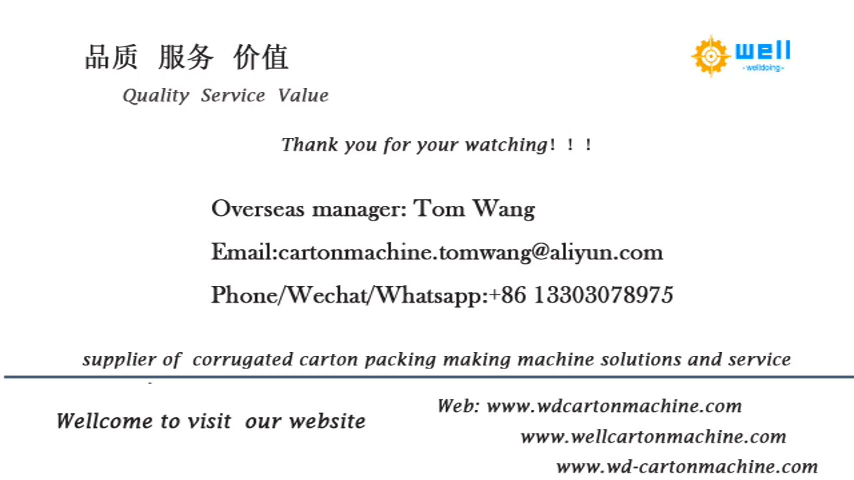 品质 服务 价值
well
-welldoing-
Quality Service Value
Thank you for your watching！！！
Overseas manager: Tom Wang
Email:cartonmachine.tomwang@aliyun.com
Phone/Wechat/Whatsapp:+86 13303078975
supplier of corrugated carton packing making machine solutions and service
Wellcome to visit our website
Web: www.wdcartonmachine.com
www.wellcartonmachine.com
www.wd-cartonmachine.com